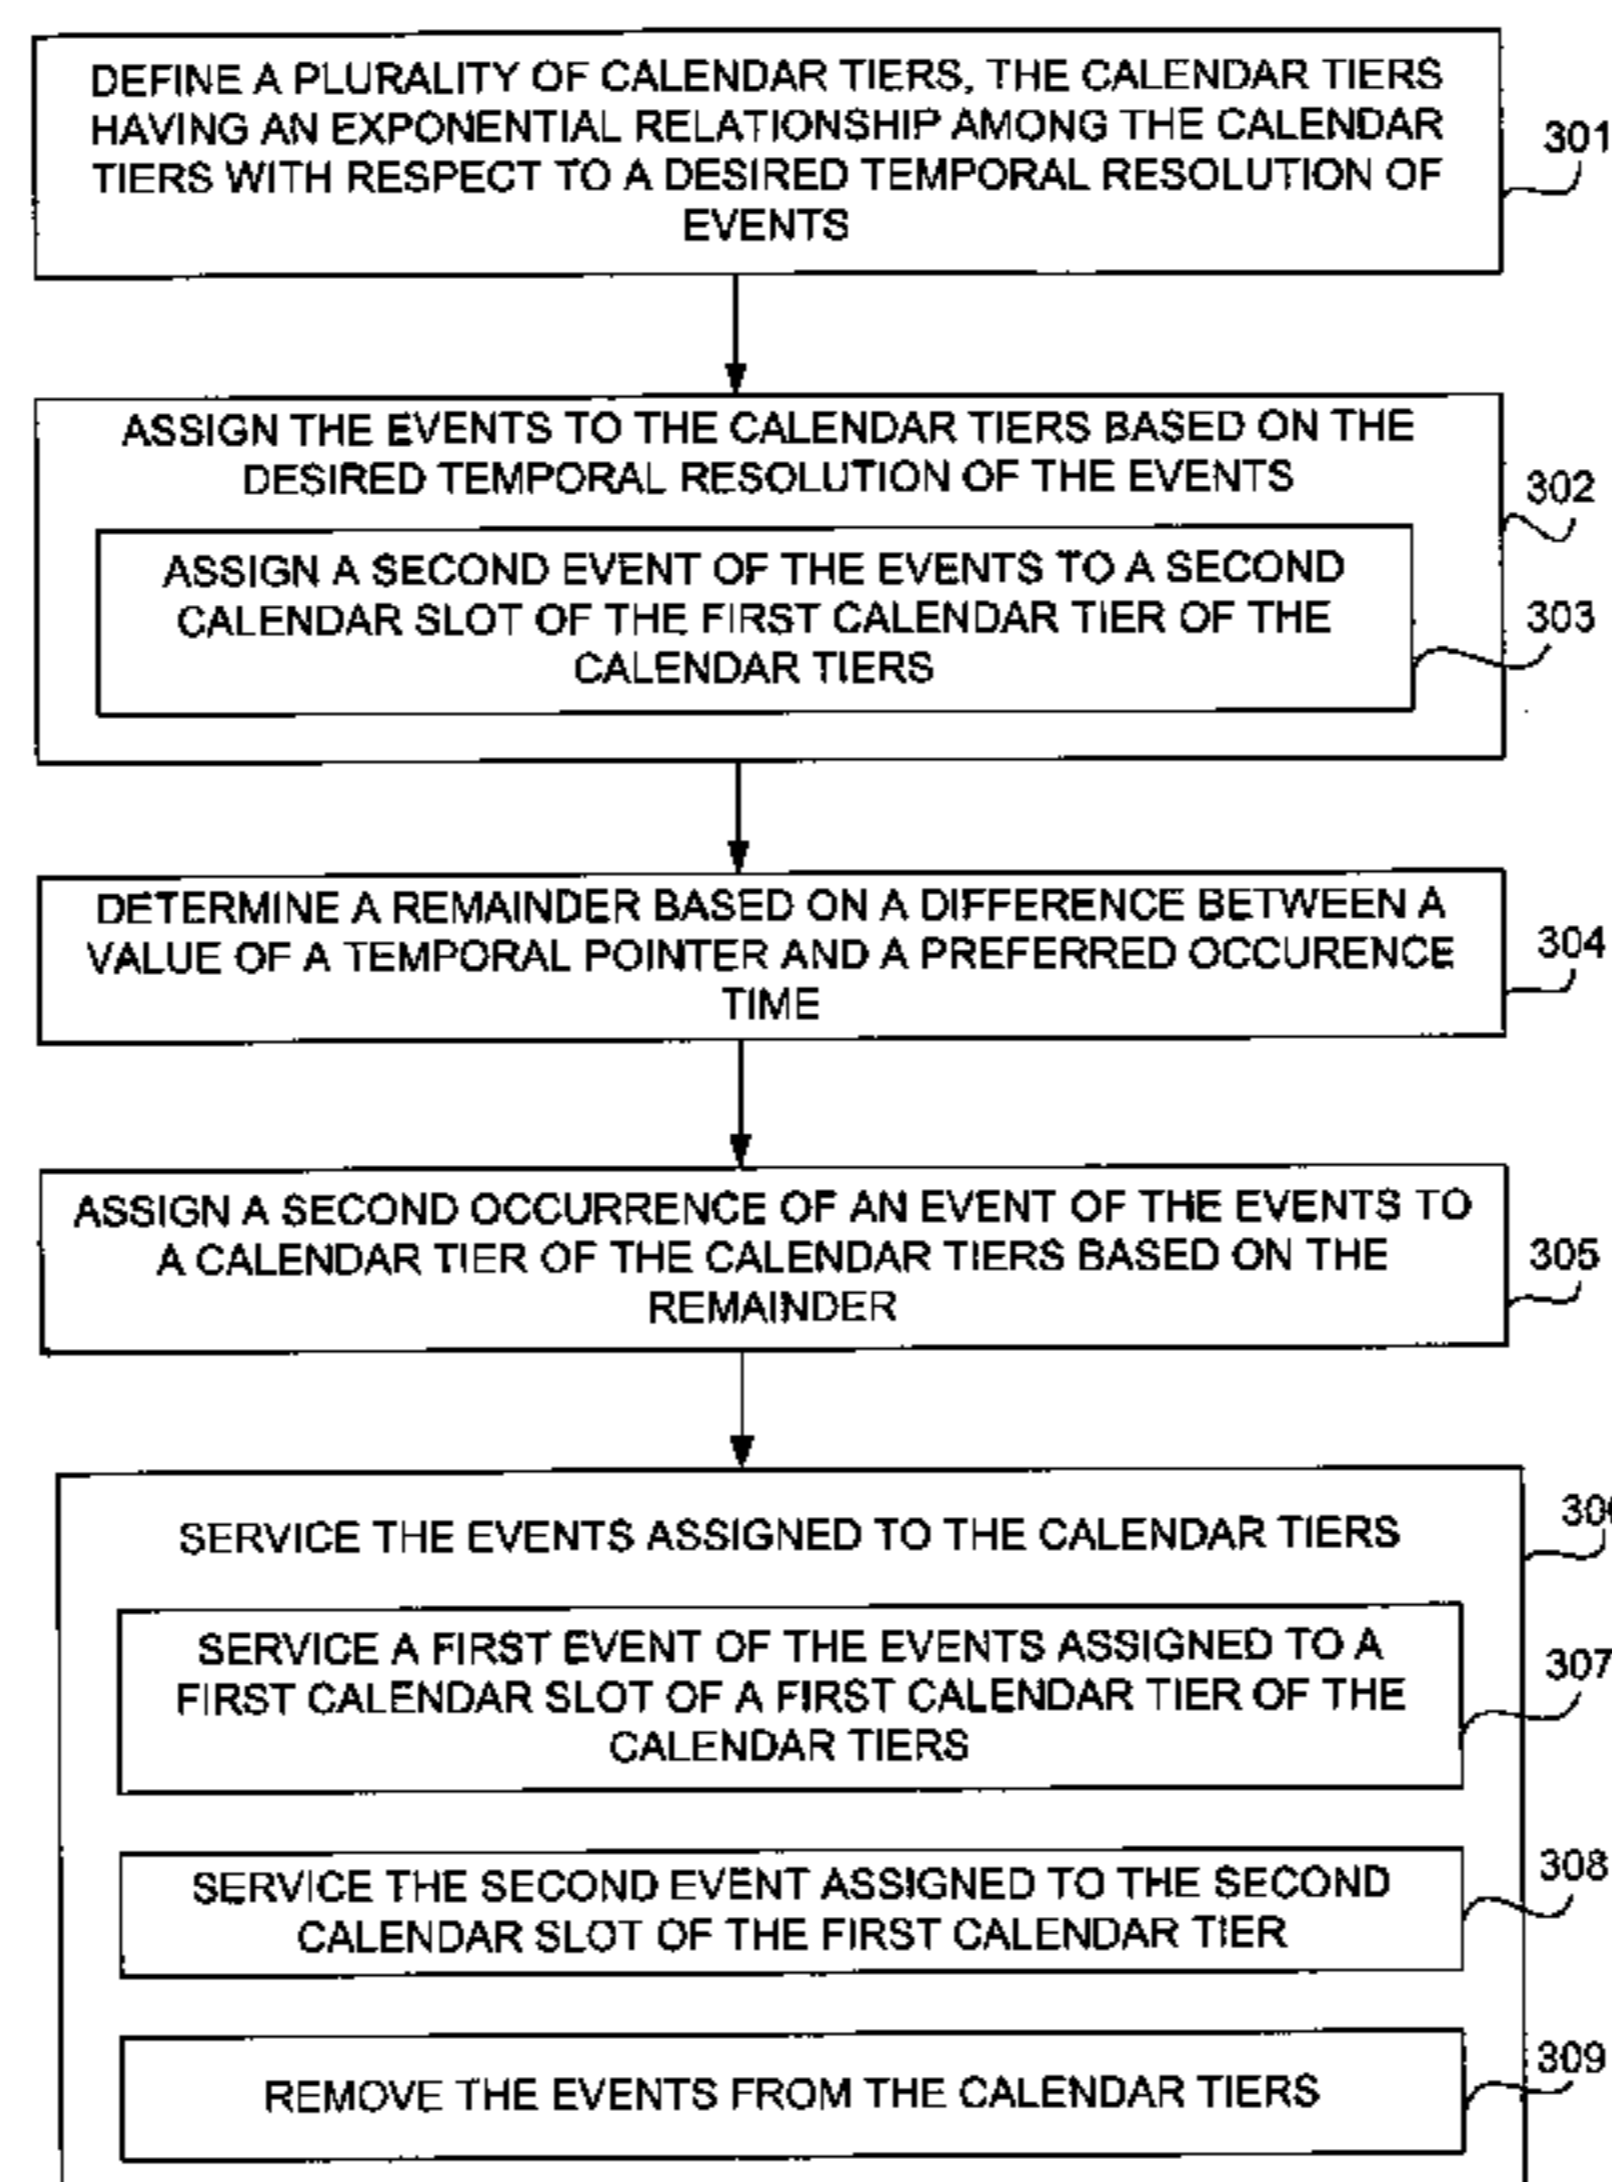 DEFINE A PLURALITY OF CALENDAR TIERS, THE CALENDAR TIERS
HAVING AN EXPONENTIAL RELATIONSHIP AMONG THE CALENDAR
TIERS WITH RESPECT TO A DESIRED TEMPORAL RESOLUTION OF
EVENTS
301
ASSIGN THE EVENTS TO THE CALENDAR TIERS BASED ON THE
DESIRED TEMPORAL RESOLUTION OF THE EVENTS
302
ASSIGN A SECOND EVENT OF THE EVENTS TO A SECOND
CALENDAR SLOT OF THE FIRST CALENDAR TIER OF THE
CALENDAR TIERS
303
DETERMINE A REMAINDER BASED ON A DIFFERENCE BETWEEN A
VALUE OF A TEMPORAL POINTER AND A PREFERRED OCCURENCE
TIME
304
ASSIGN A SECOND OCCURRENCE OF AN EVENT OF THE EVENTS TO
A CALENDAR TIER OF THE CALENDAR TIERS BASED ON THE
REMAINDER
305
SERVICE THE EVENTS ASSIGNED TO THE CALENDAR TIERS
306
SERVICE A FIRST EVENT OF THE EVENTS ASSIGNED TO A
FIRST CALENDAR SLOT OF A FIRST CALENDAR TIER OF THE
CALENDAR TIERS
307
SERVICE THE SECOND EVENT ASSIGNED TO THE SECOND
CALENDAR SLOT OF THE FIRST CALENDAR TIER
308
REMOVE THE EVENTS FROM THE CALENDAR TIERS
309